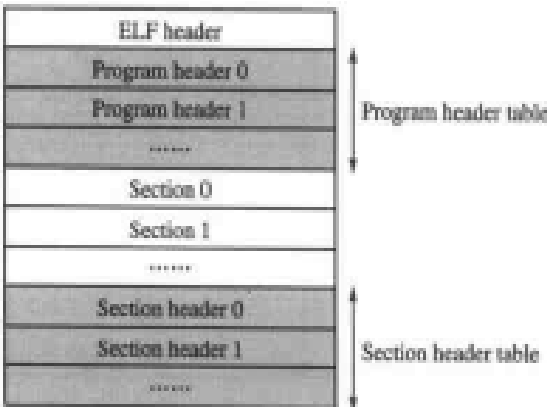 ELF header
Program header 0
Program header 1
......
Program header table
Section 0
Section 1
......
Section header 0
Section header 1
......
Section header table